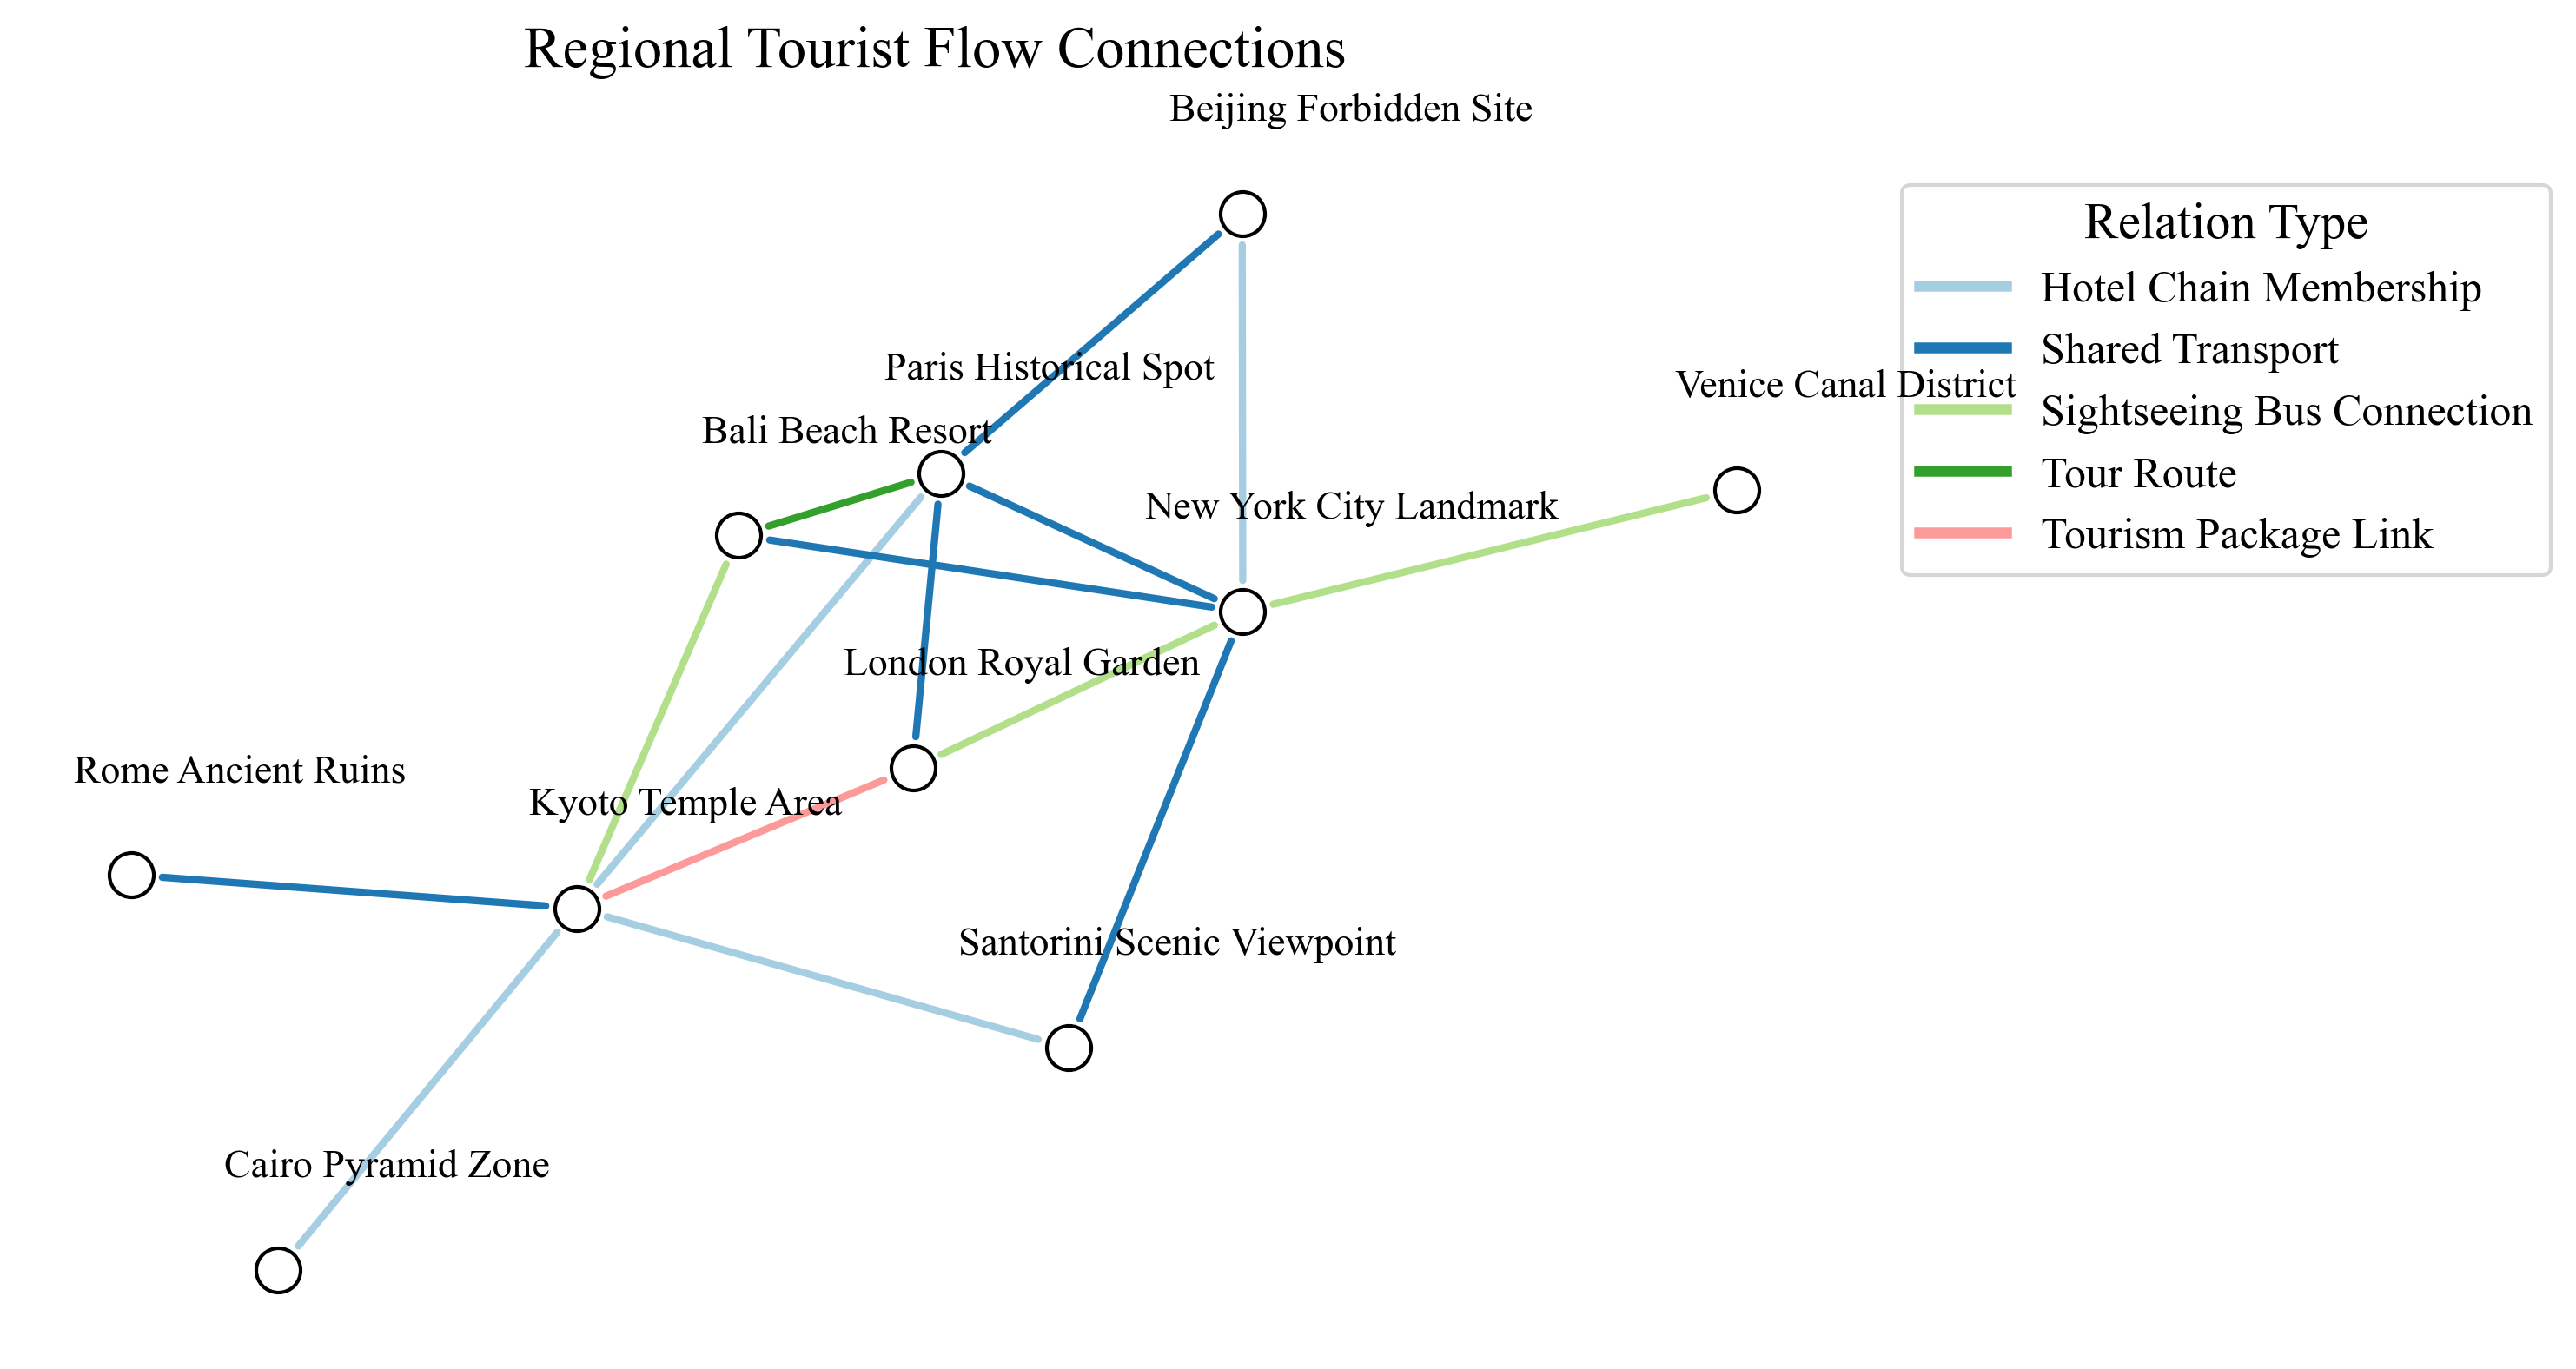 Regional Tourist Flow Connections
Beijing Forbidden Site
Paris Historical Spot
Bali Beach Resort
Venice Canal District
New York City Landmark
London Royal Garden
Rome Ancient Ruins
Kyoto Temple Area
Santorini Scenic Viewpoint
Cairo Pyramid Zone
Relation Type
Hotel Chain Membership
Shared Transport
Sightseeing Bus Connection
Tour Route
Tourism Package Link